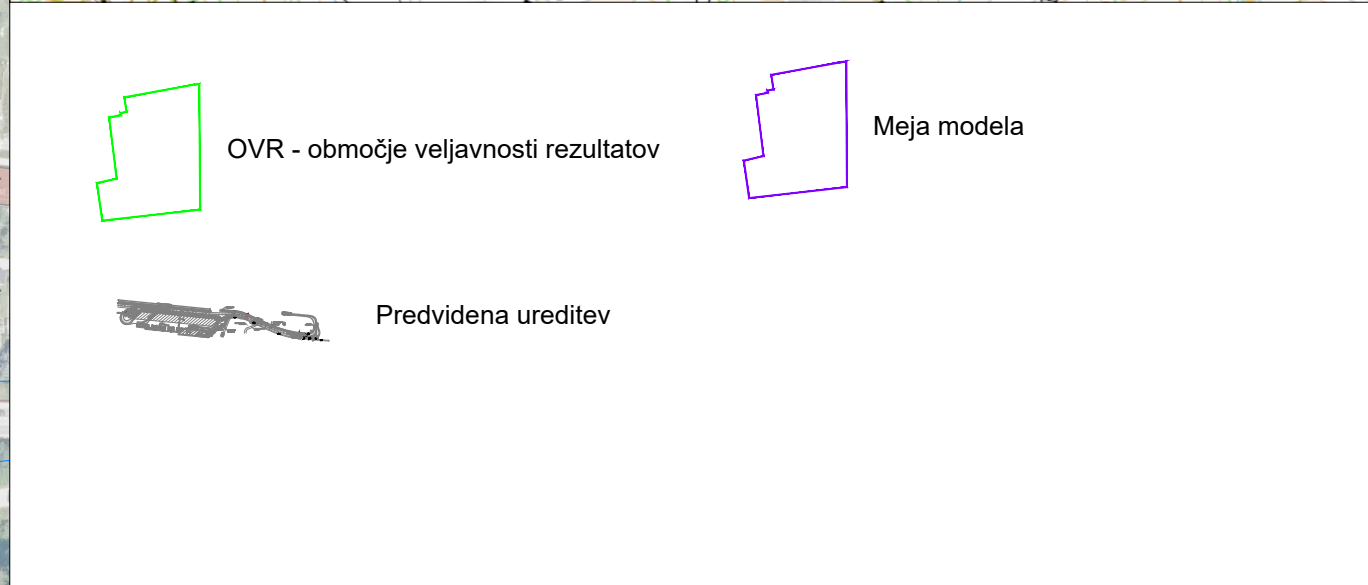 OVR - območje veljavnosti rezultatov
Meja modela
Predvidena ureditev